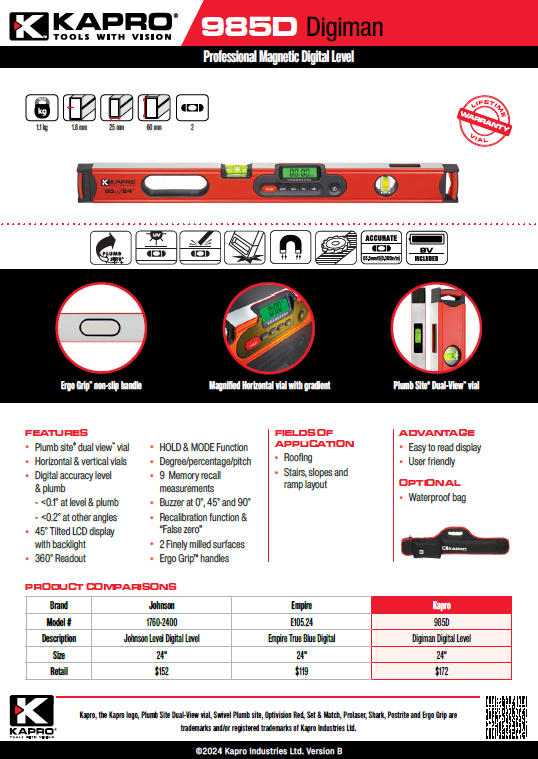 KAPRO®
TOOLS WITH VISION
985D Digiman
Professional Magnetic Digital Level
kg
1.1 kg
1.8 mm
25 mm
60 mm
2
LIFETIME
WARRANTY
VIAL
KAPRO
PLUMB
SITE®
UV
ACCURATE
9V
INCLUDED
Ergo Grip™ non-slip handle
Magnified Horizontal vial with gradient
Plumb Site® Dual-View™ vial
FEATURES
• Plumb site® dual view™ vial
• Horizontal & vertical vials
• Digital accuracy level
& plumb
- <0.1° at level & plumb
- <0.2° at other angles
• 45° Tilted LCD display
with backlight
• 360° Readout
• HOLD & MODE Function
• Degree/percentage/pitch
• 9 Memory recall
measurements
• Buzzer at 0°, 45° and 90°
• Recalibration function &
"False zero"
• 2 Finely milled surfaces
• Ergo Grip™ handles
FIELDS OF
APPLICATION
• Roofing
• Stairs, slopes and
ramp layout
ADVANTAGE
• Easy to read display
• User friendly
OPTIONAL
• Waterproof bag
KAPRO
PRODUCT COMPARISONS
Brand Johnson Empire Kapro
Model # 1760-2400 E105.24 985D
Description Johnson Level Digital Level Empire True Blue Digital Digiman Digital Level
Size 24" 24" 24"
Retail $152 $119 $172
KAPRO®
TOOLS WITH VISION
Kapro, the Kapro logo, Plumb Site Dual-View vial, Swivel Plumb site, Optivision Red, Set & Match, Prolaser, Shark, Postrite and Ergo Grip are
trademarks and/or registered trademarks of Kapro Industries Ltd.
©2024 Kapro Industries Ltd. Version B